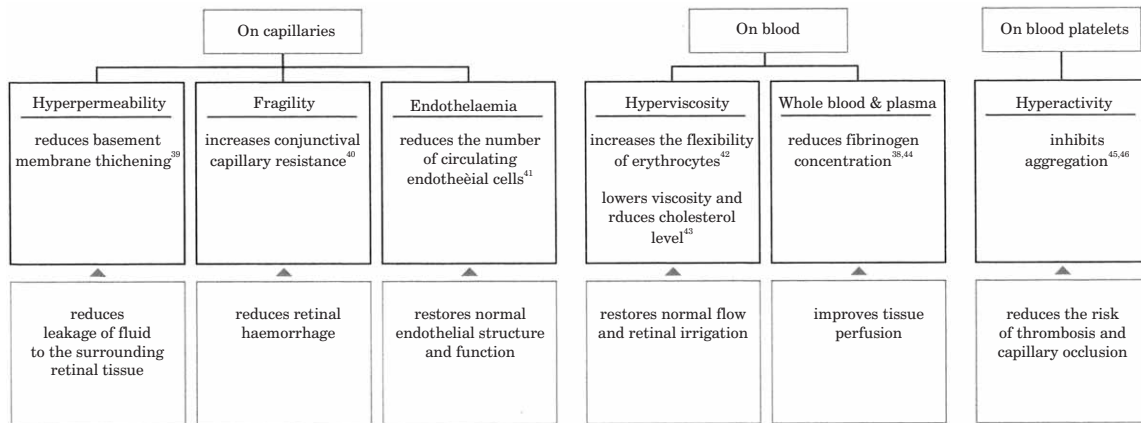 On capillaries
On blood
On blood platelets
Hyperpermeability
reduces basement
membrane thichening³⁹
Fragility
increases conjunctival
capillary resistance⁴⁰
Endothelaemia
reduces the number
of circulating
endotheèial cells⁴¹
Hyperviscosity
increases the flexibility
of erythrocytes⁴²
lowers viscosity and
rduces cholesterol
level⁴³
Whole blood & plasma
reduces fibrinogen
concentration³⁸,⁴⁴
Hyperactivity
inhibits
aggregation⁴⁵,⁴⁶
reduces
leakage of fluid
to the surrounding
retinal tissue
reduces retinal
haemorrhage
restores normal
endothelial structure
and function
restores normal flow
and retinal irrigation
improves tissue
perfusion
reduces the risk
of thrombosis and
capillary occlusion